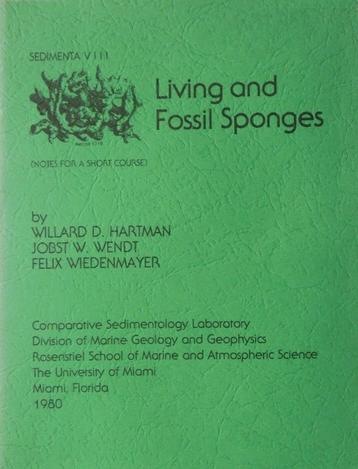 SEDIMENTA VIII
Living and
Fossil Sponges
(NOTES FOR A SHORT COURSE)
by
WILLARD D. HARTMAN
JOBST W. WENDT
FELIX WIEDENMAYER
Comparative Sedimentology Laboratory
Division of Marine Geology and Geophysics
Rosenstiel School of Marine and Atmospheric Science
The University of Miami
Miami, Florida
1980